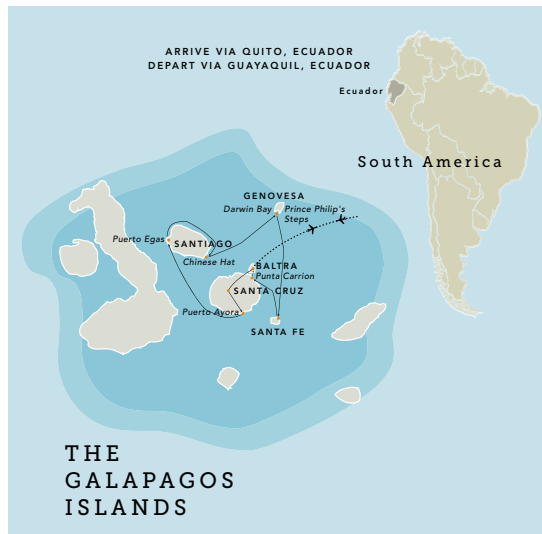 ARRIVE VIA QUITO, ECUADOR
DEPART VIA GUAYAQUIL, ECUADOR
Ecuador
South America
GENOVESA
Darwin Bay
Prince Philip's
Steps
Puerto Egas
SANTIAGO
Chinese Hat
BALTRA
Punta Carrion
SANTA CRUZ
Puerto Ayora
SANTA FE
THE
GALAPAGOS
ISLANDS